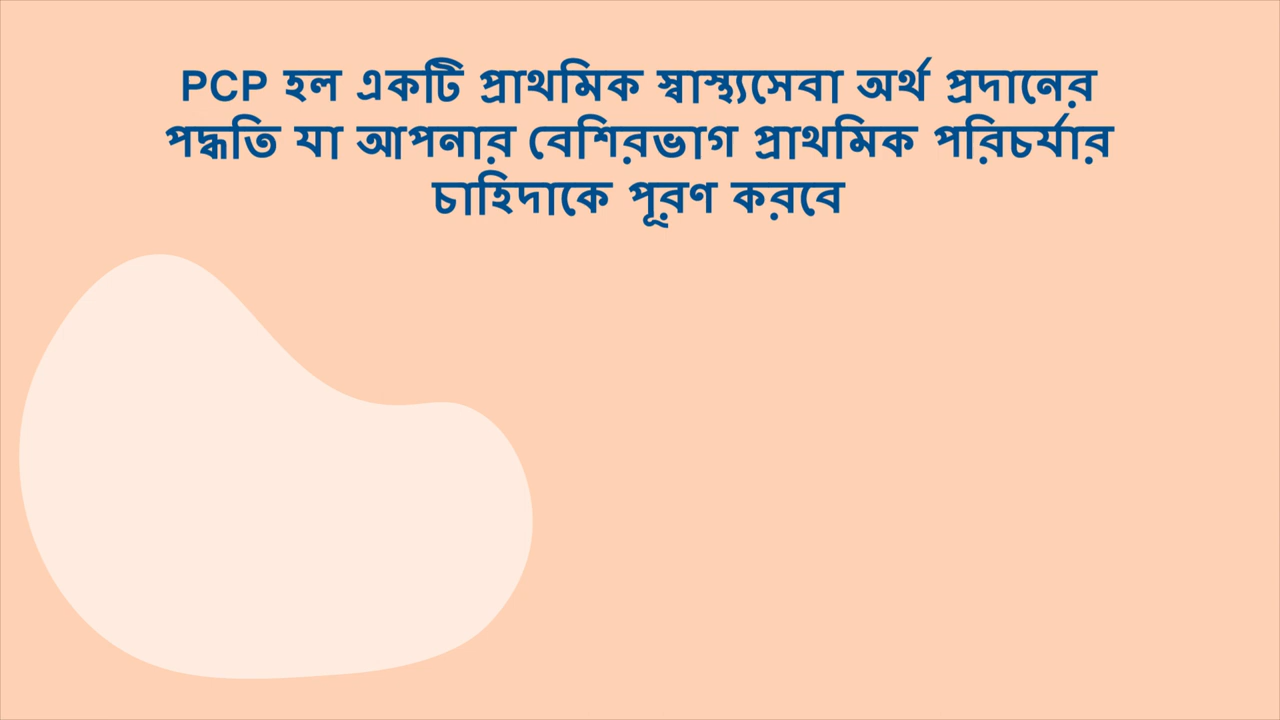 PCP হল একটি প্রাথমিক স্বাস্থ্যসেবা অর্থ প্রদানের
পদ্ধতি যা আপনার বেশিরভাগ প্রাথমিক পরিচর্যার
চাহিদাকে পূরণ করবে